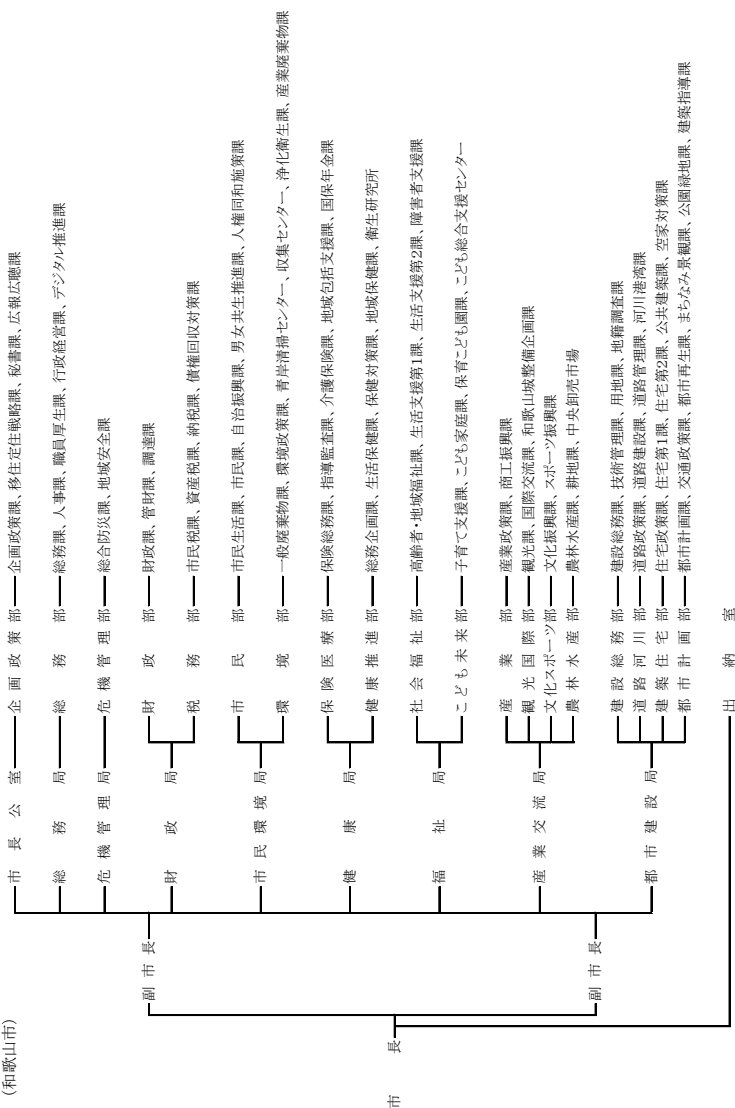 (和歌山市)
市長
副市長
副市長
市長公室 企画政策部 企画政策課、移住定住戦略課、秘書課、広報広聴課
総務局 総務部 総務課、人事課、職員厚生課、行政経営課、デジタル推進課
危機管理局 危機管理部 総合防災課、地域安全課
財政局 財政部 財政課、管財課、調達課
税務部 市民税課、資産税課、納税課、債権回収対策課
市民環境局 市民部 市民生活課、市民課、自治振興課、男女共生推進課、人権同和施策課
環境部 一般廃棄物課、環境政策課、青岸清掃センター、収集センター、浄化衛生課、産業廃棄物課
健康局 保険医療部 保険総務課、指導監査課、介護保険課、地域包括支援課、国保年金課
健康推進部 総務企画課、生活保健課、保健対策課、地域保健課、衛生研究所
福祉局 社会福祉部 高齢者・地域福祉課、生活支援第1課、生活支援第2課、障害者支援課
こども未来部 子育て支援課、こども家庭課、保育こども園課、こども総合支援センター
産業交流局 産業部 産業政策課、商工振興課
観光国際部 観光課、国際交流課、和歌山城整備企画課
文化スポーツ部 文化振興課、スポーツ振興課
農林水産部 農林水産課、耕地課、中央卸売市場
都市建設局 建設総務部 建設総務課、技術管理課、用地課、地籍調査課
道路河川部 道路政策課、道路建設課、道路管理課、河川港湾課
建築住宅部 住宅政策課、住宅第1課、住宅第2課、公共建築課、空家対策課
都市計画部 都市計画課、交通政策課、都市再生課、まちなみ景観課、公園緑地課、建築指導課
出納室